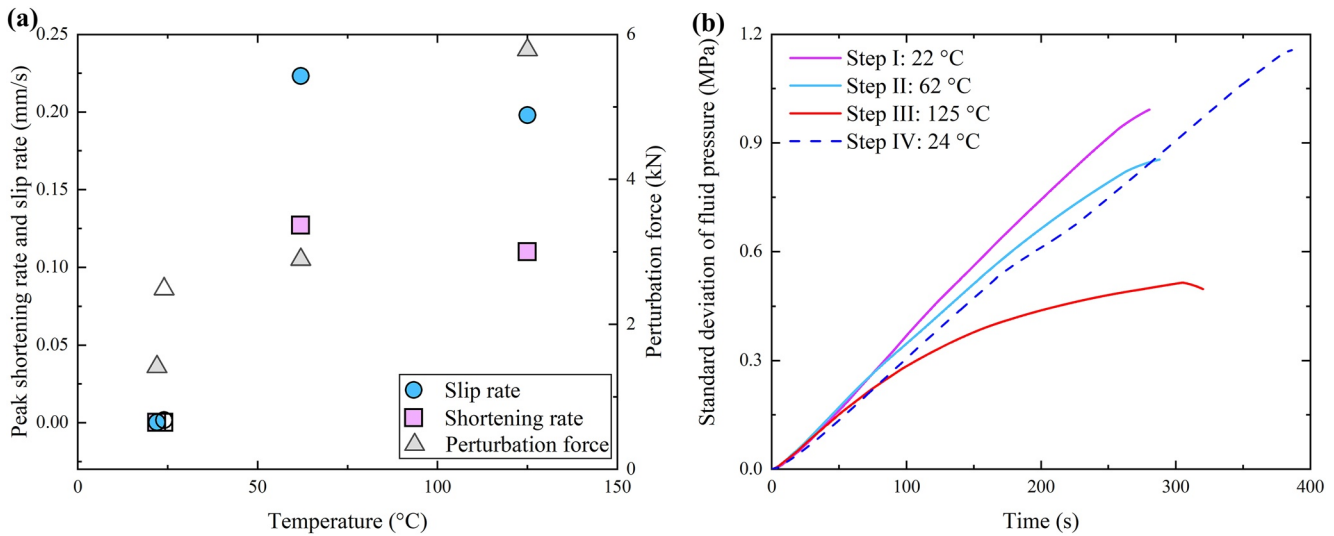 (a)
Peak shortening rate and slip rate (mm/s)
0.25
0.20
0.15
0.10
0.05
0.00
0
50
100
150
Temperature (°C)
6
4
2
0
Perturbation force (kN)
Slip rate
Shortening rate
Perturbation force
(b)
Standard deviation of fluid pressure (MPa)
1.2
0.9
0.6
0.3
0.0
0
100
200
300
400
Time (s)
Step I: 22 °C
Step II: 62 °C
Step III: 125 °C
Step IV: 24 °C